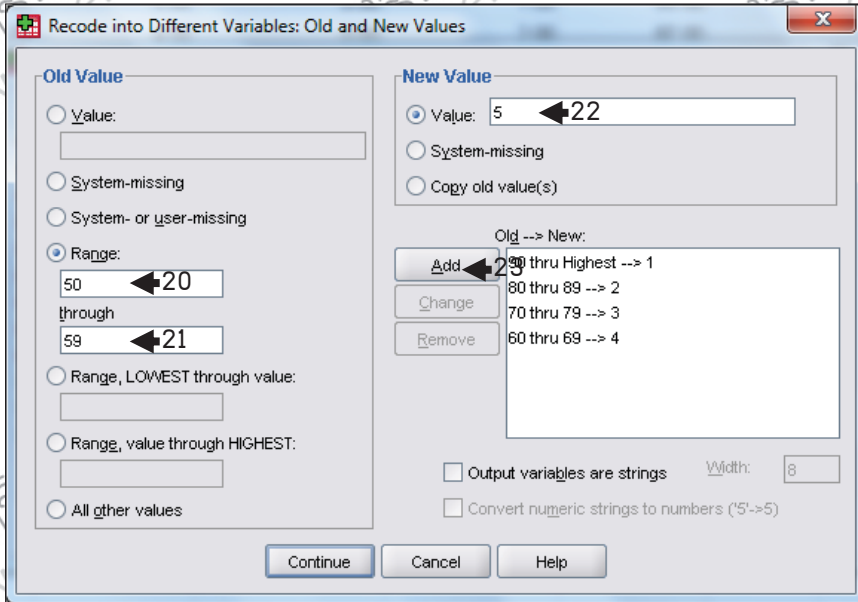 Recode into Different Variables: Old and New Values
Old Value
Value:
System-missing
System- or user-missing
Range:
50
20
through
59
21
Range, LOWEST through value:
Range, value through HIGHEST:
All other values
New Value
Value: 5
22
System-missing
Copy old value(s)
Old --> New:
Add
23
Change
Remove
90 thru Highest --> 1
80 thru 89 --> 2
70 thru 79 --> 3
60 thru 69 --> 4
Output variables are strings
Width: 8
Convert numeric strings to numbers ('5'->5)
Continue
Cancel
Help